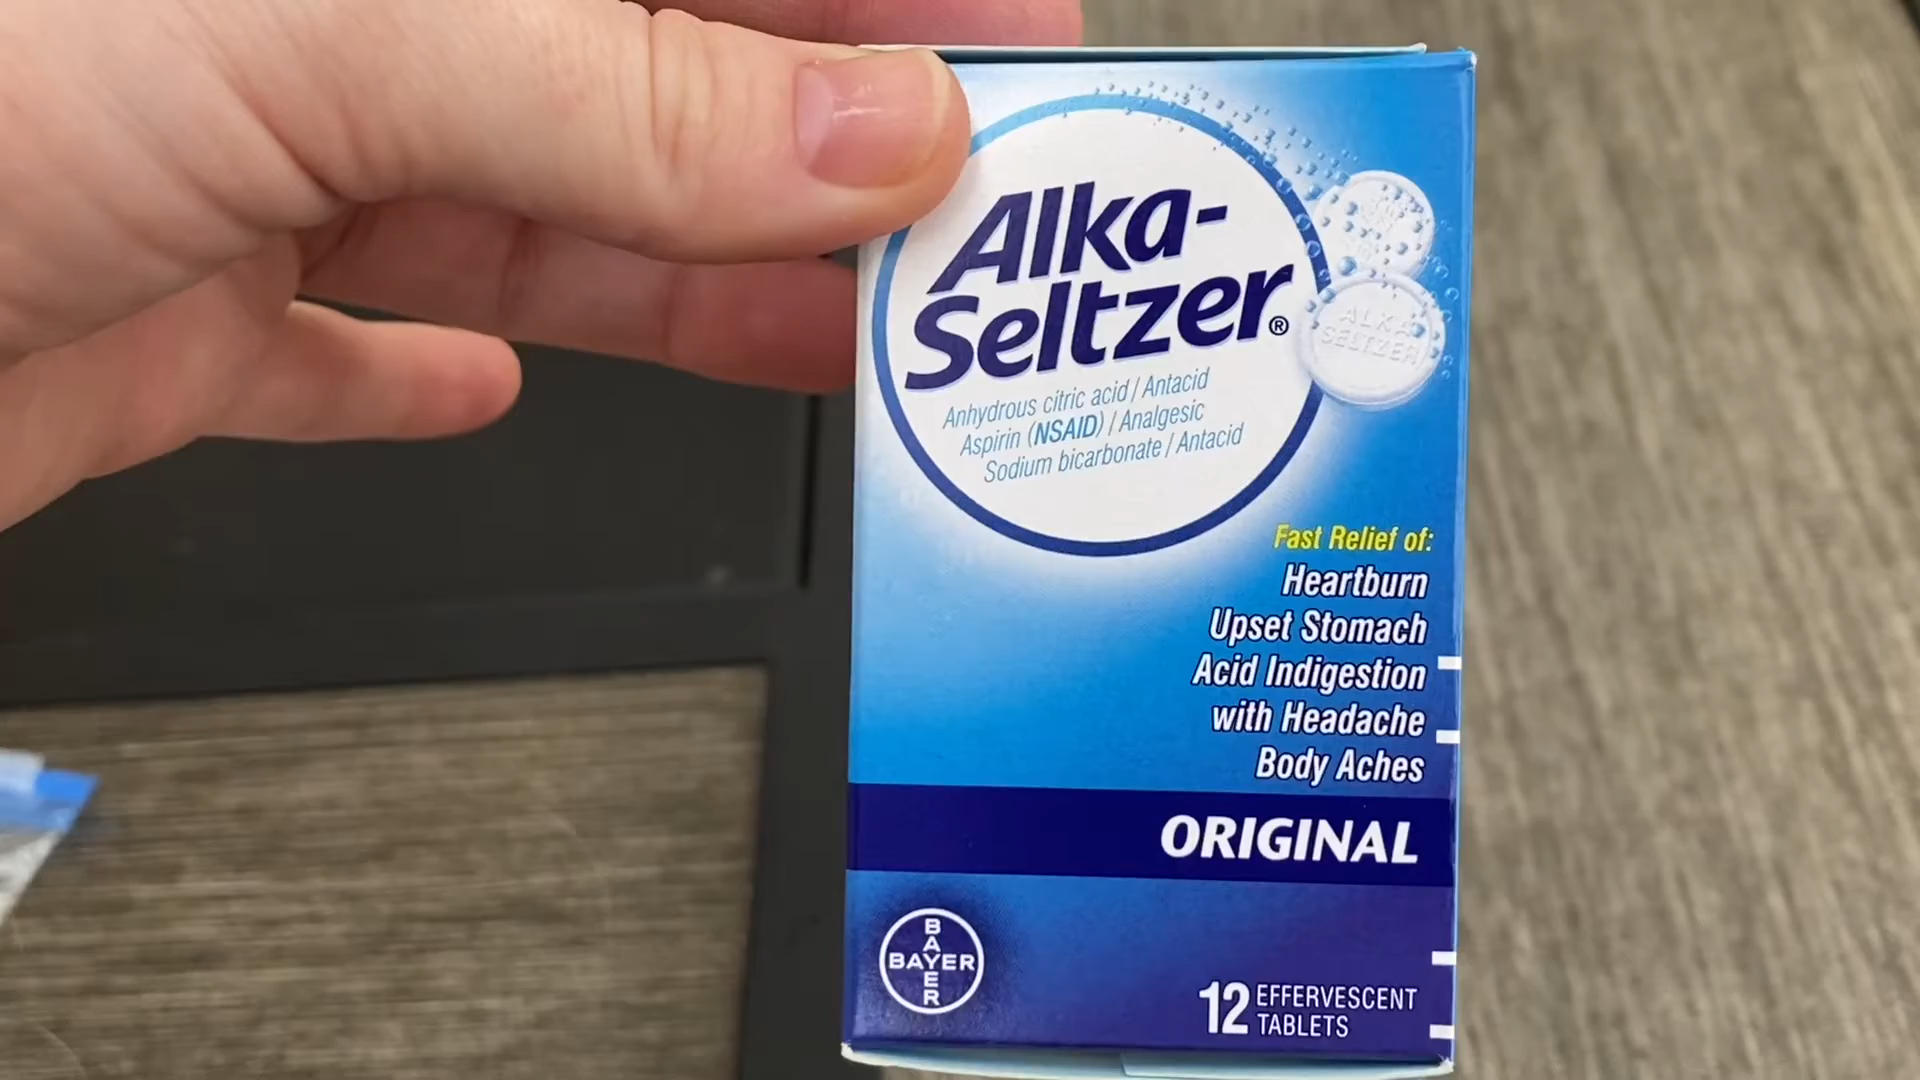 Alka-
Seltzer®
Anhydrous citric acid / Antacid
Aspirin (NSAID) / Analgesic
Sodium bicarbonate / Antacid
ALKA
SELTZER
Fast Relief of:
Heartburn
Upset Stomach
Acid Indigestion
with Headache
Body Aches
ORIGINAL
BAYER
BAYER
12 EFFERVESCENT
TABLETS